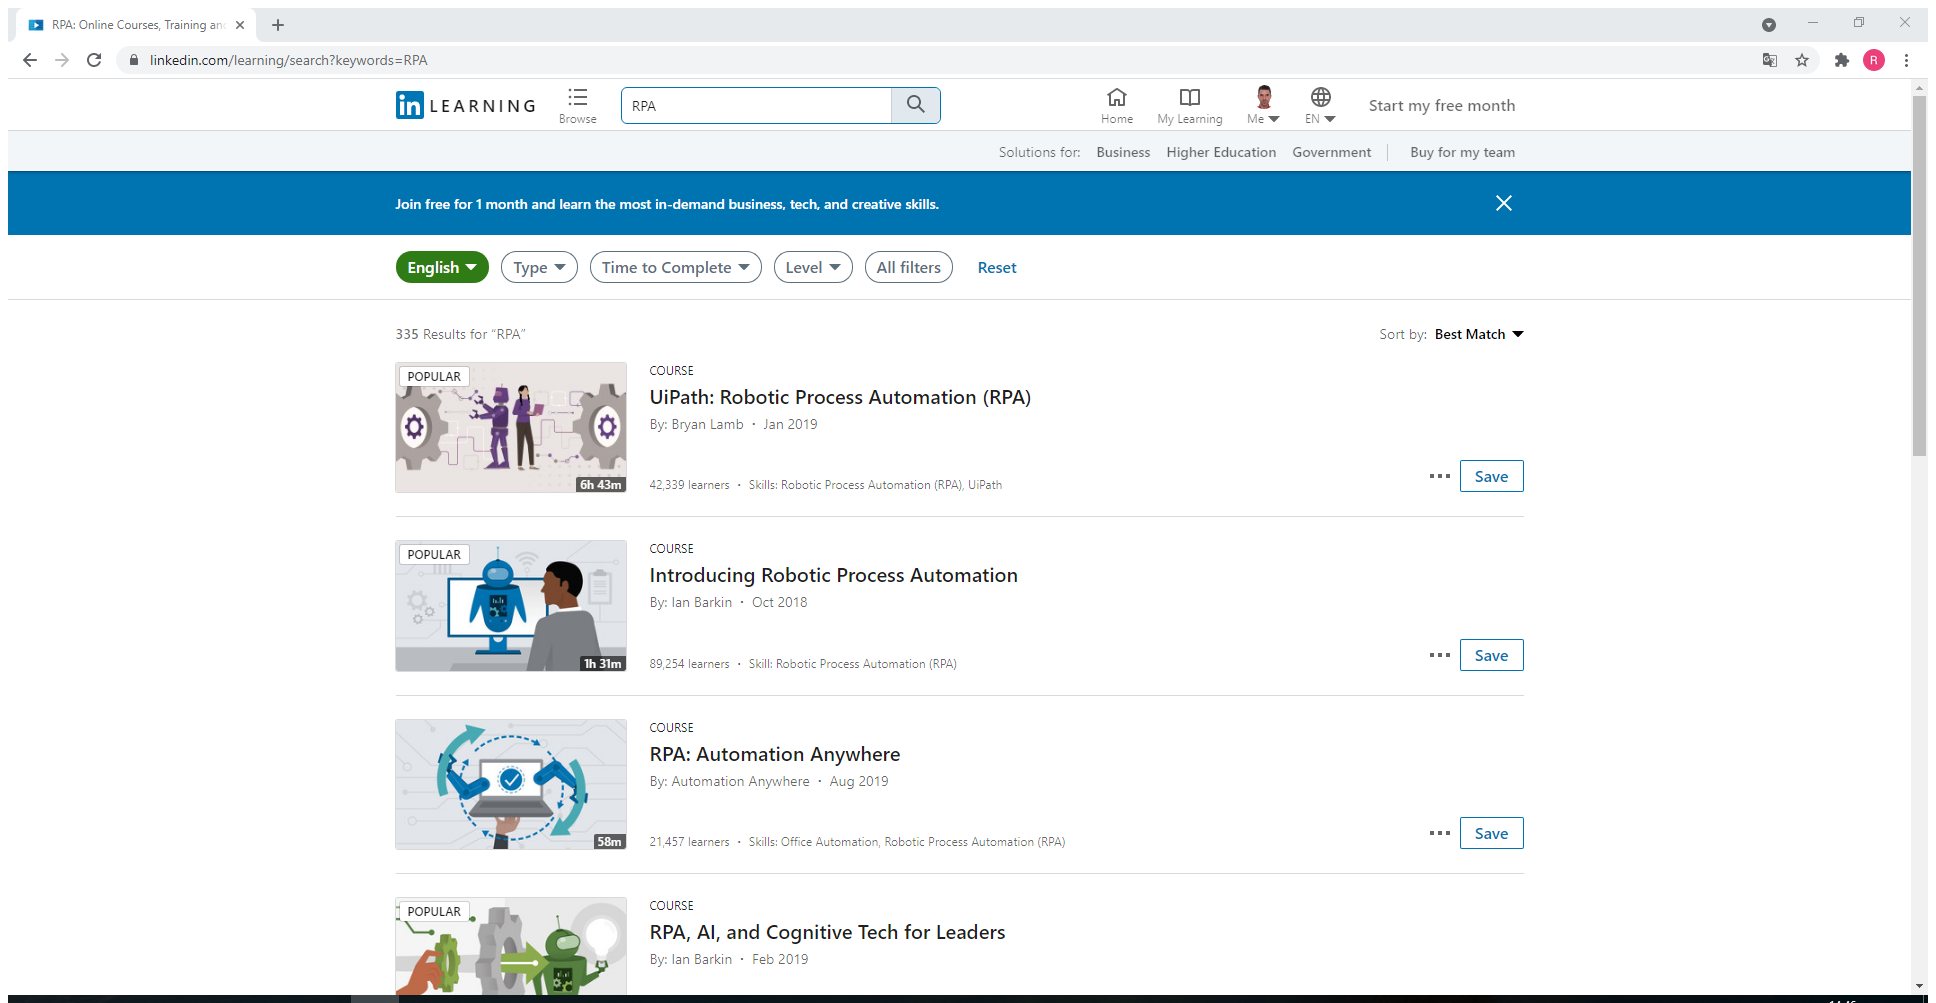 RPA: Online Courses, Training and
linkedin.com/learning/search?keywords=RPA
R
in LEARNING
Browse
RPA
Home
My Learning
Me
EN
Start my free month
Solutions for: Business Higher Education Government Buy for my team
Join free for 1 month and learn the most in-demand business, tech, and creative skills.
English Type Time to Complete Level All filters Reset
335 Results for “RPA”
Sort by: Best Match
POPULAR
6h 43m
COURSE
UiPath: Robotic Process Automation (RPA)
By: Bryan Lamb · Jan 2019
42,339 learners · Skills: Robotic Process Automation (RPA), UiPath
Save
POPULAR
1h 31m
COURSE
Introducing Robotic Process Automation
By: Ian Barkin · Oct 2018
89,254 learners · Skill: Robotic Process Automation (RPA)
Save
58m
COURSE
RPA: Automation Anywhere
By: Automation Anywhere · Aug 2019
21,457 learners · Skills: Office Automation, Robotic Process Automation (RPA)
Save
POPULAR
COURSE
RPA, AI, and Cognitive Tech for Leaders
By: Ian Barkin · Feb 2019